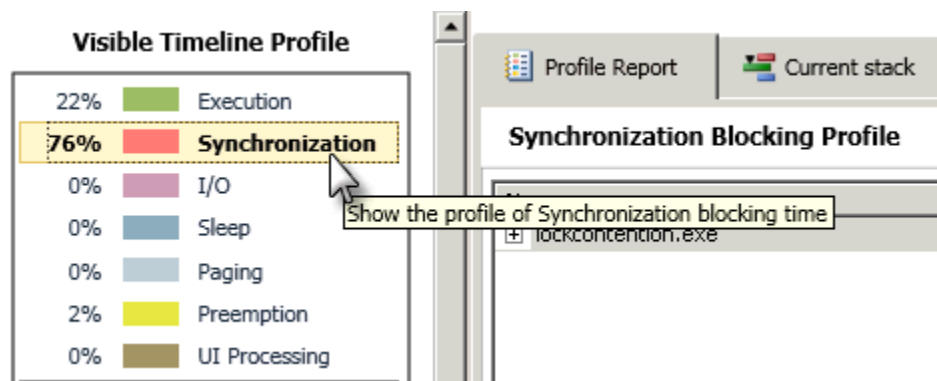 Visible Timeline Profile
22% Execution
76% Synchronization
0% I/O
0% Sleep
0% Paging
2% Preemption
0% UI Processing
Profile Report
Current stack
Synchronization Blocking Profile
Show the profile of Synchronization blocking time
lockcontention.exe